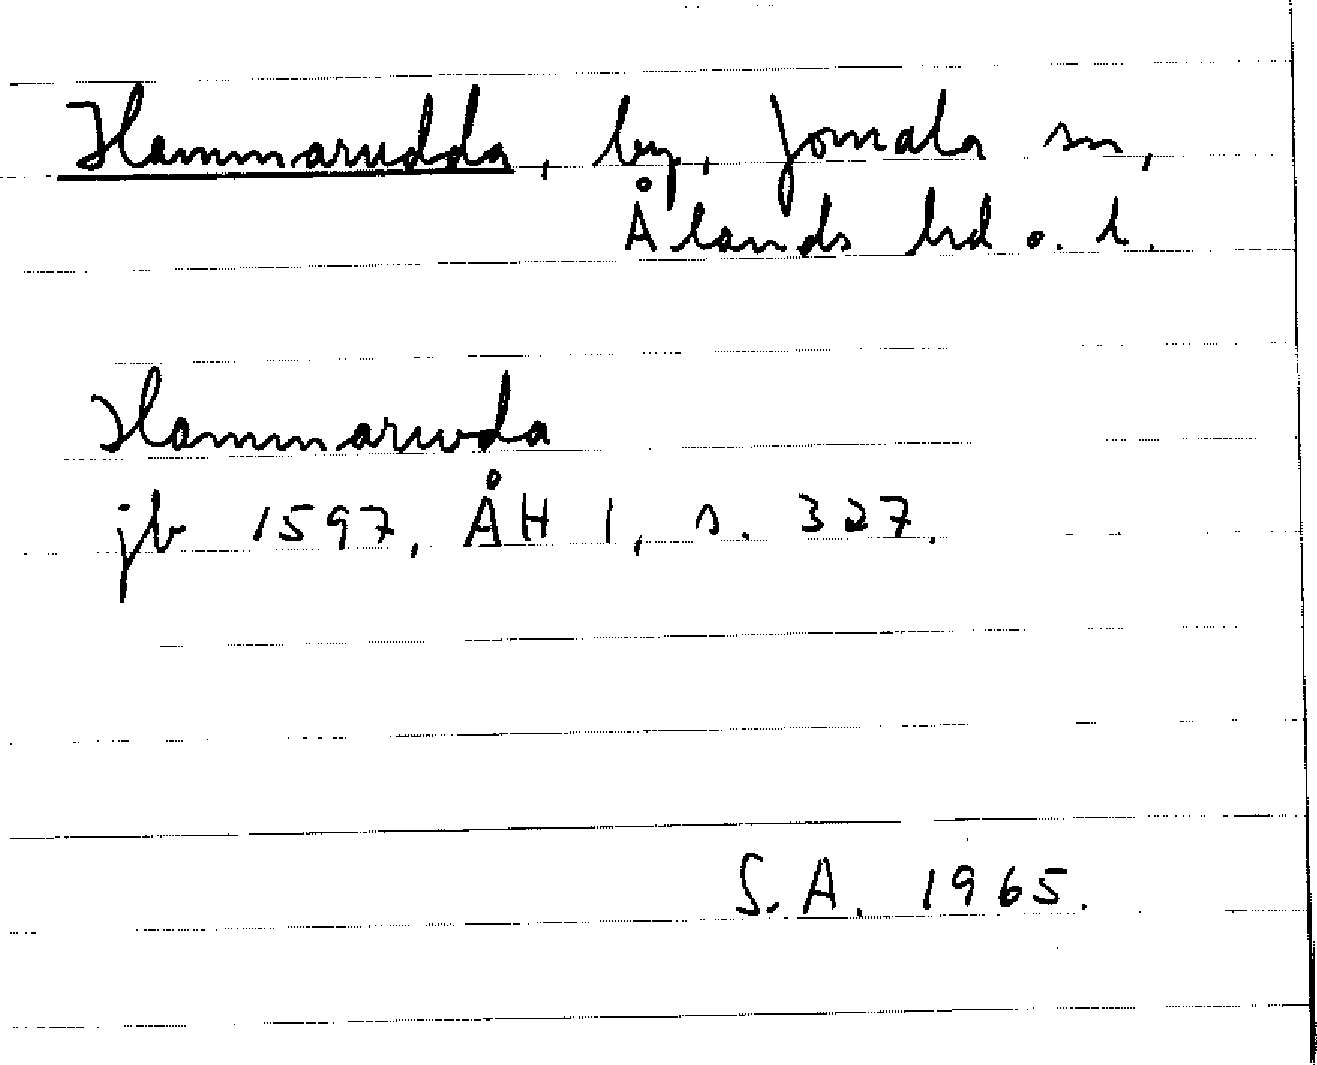 Hammarudda, by, Jomala sn,
Ålands hd o. l.
Hammaruda
jb 1597, ÅH 1, s. 327.
S.A. 1965.